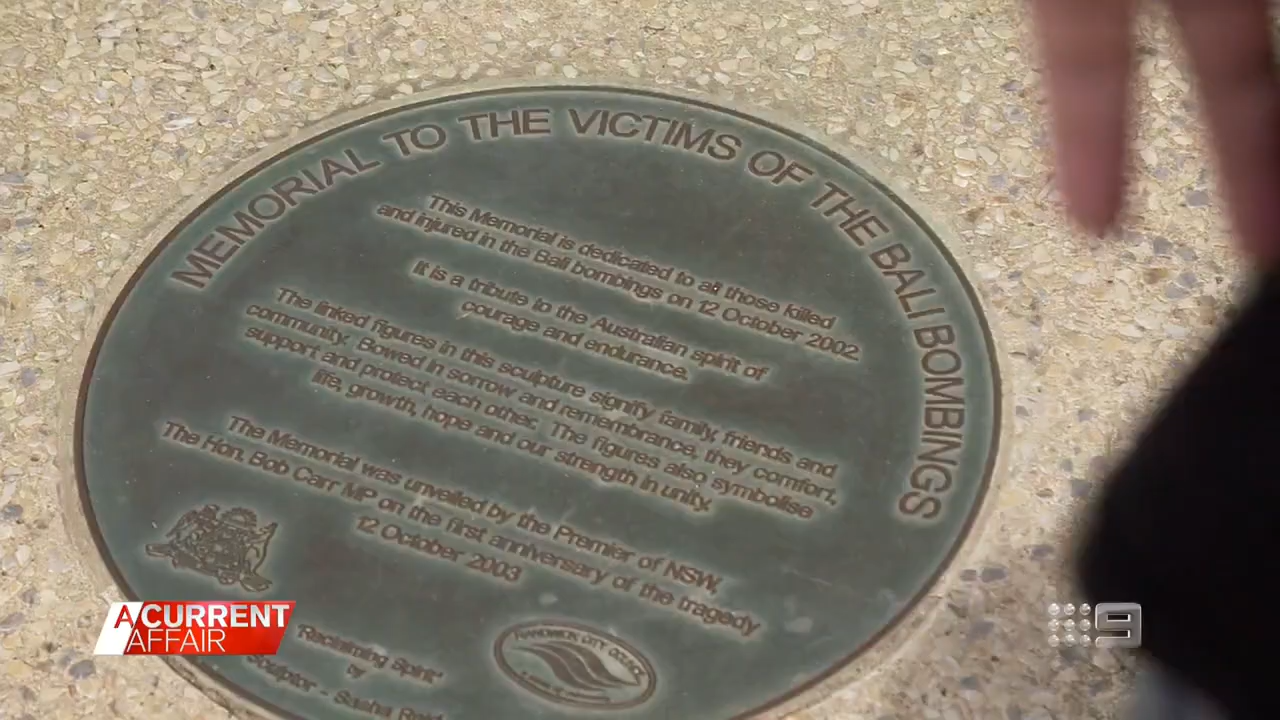 MEMORIAL TO THE VICTIMS OF THE BALI BOMBINGS
This Memorial is dedicated to all those killed
and injured in the Bali bombings on 12 October 2002
It is a tribute to the Australian spirit of
courage and endurance.
The linked figures in this sculpture signify family, friends and
community. Bowed in sorrow and remembrance, they comfort,
support and protect each other. The figures also symbolise
life, growth, hope and our strength in unity.
The Memorial was unveiled by the Premier of NSW,
The Hon. Bob Carr MP on the first anniversary of the tragedy
12 October 2003
'Reclaiming Spirit'
by
Sculptor - Sasha Reid
RANDWICK CITY COUNCIL
A CURRENT
AFFAIR
9